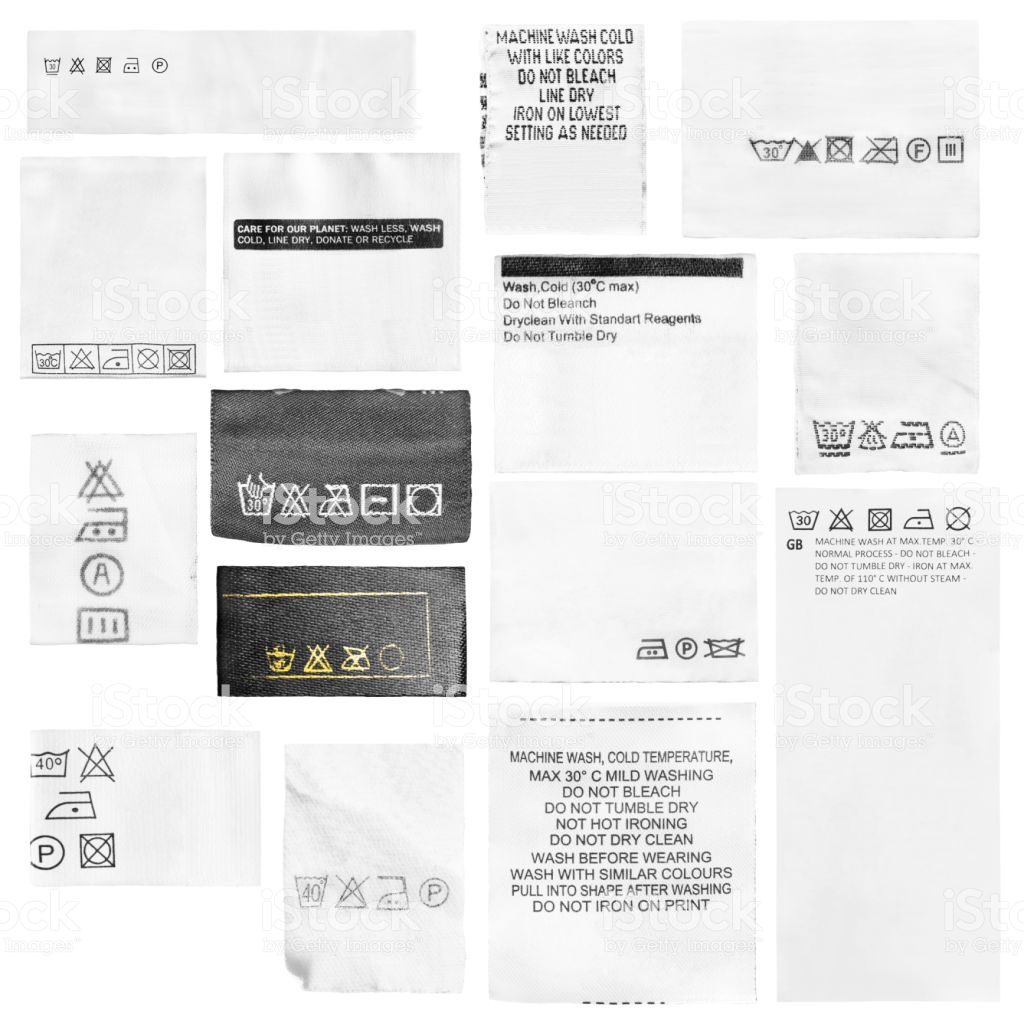 30
P
MACHINE WASH COLD
WITH LIKE COLORS
DO NOT BLEACH
LINE DRY
IRON ON LOWEST
SETTING AS NEEDED
30°
F
30C
CARE FOR OUR PLANET: WASH LESS, WASH
COLD, LINE DRY, DONATE OR RECYCLE
Wash,Cold (30°C max)
Do Not Bleanch
Dryclean With Standart Reagents
Do Not Tumble Dry
30°
CL
A
A
30°
P
30
GB
MACHINE WASH AT MAX.TEMP. 30° C -
NORMAL PROCESS - DO NOT BLEACH -
DO NOT TUMBLE DRY - IRON AT MAX.
TEMP. OF 110° C WITHOUT STEAM -
DO NOT DRY CLEAN
40°
P
40
P
MACHINE WASH, COLD TEMPERATURE,
MAX 30° C MILD WASHING
DO NOT BLEACH
DO NOT TUMBLE DRY
NOT HOT IRONING
DO NOT DRY CLEAN
WASH BEFORE WEARING
WASH WITH SIMILAR COLOURS
PULL INTO SHAPE AFTER WASHING
DO NOT IRON ON PRINT
iStock
by Getty Images™